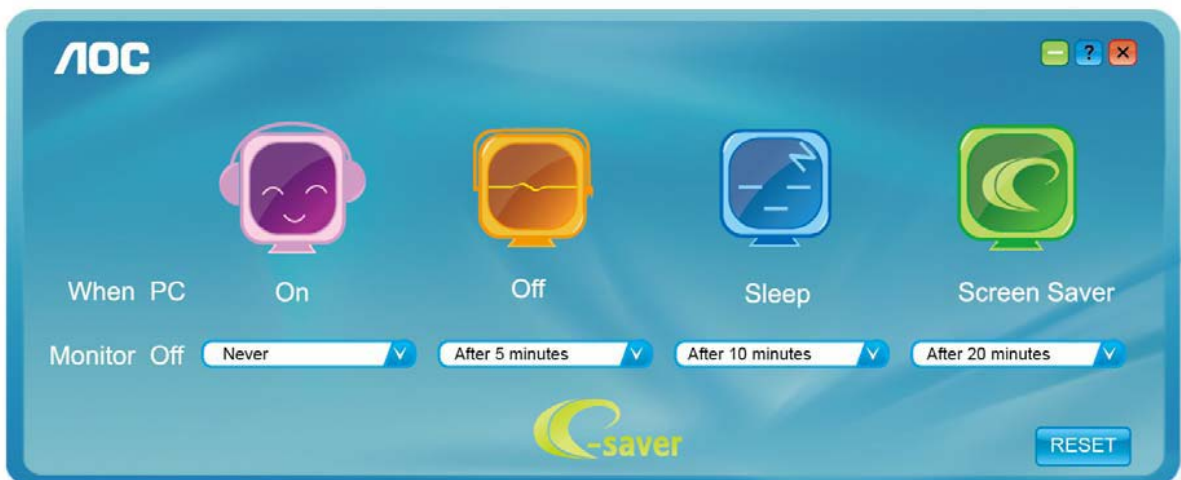 AOC
?
When PC On Off Sleep Screen Saver
Monitor Off Never After 5 minutes After 10 minutes After 20 minutes
e-saver
RESET